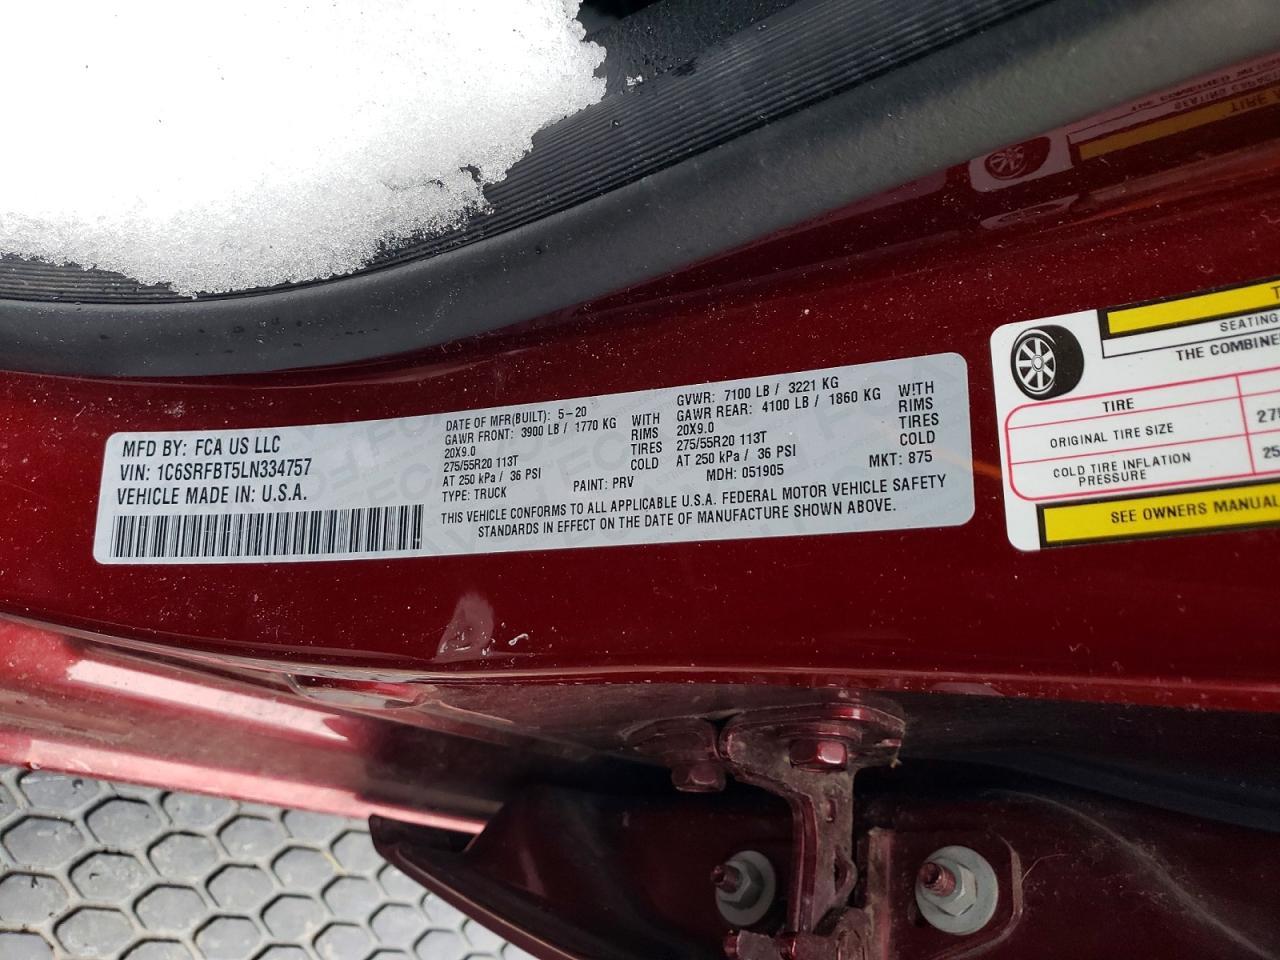 MFD BY: FCA US LLC
VIN: 1C6SRFBT5LN334757
VEHICLE MADE IN: U.S.A.
DATE OF MFR(BUILT): 5-20
GAWR FRONT: 3900 LB / 1770 KG WITH
20X9.0 RIMS
275/55R20 113T TIRES
AT 250 kPa / 36 PSI COLD
TYPE: TRUCK PAINT: PRV
GVWR: 7100 LB / 3221 KG
GAWR REAR: 4100 LB / 1860 KG WITH
20X9.0 RIMS
275/55R20 113T TIRES
AT 250 kPa / 36 PSI COLD
MDH: 051905 MKT: 875
THIS VEHICLE CONFORMS TO ALL APPLICABLE U.S.A. FEDERAL MOTOR VEHICLE SAFETY
STANDARDS IN EFFECT ON THE DATE OF MANUFACTURE SHOWN ABOVE.
SEATING
THE COMBINE
TIRE
ORIGINAL TIRE SIZE
COLD TIRE INFLATION
PRESSURE
SEE OWNERS MANUAL